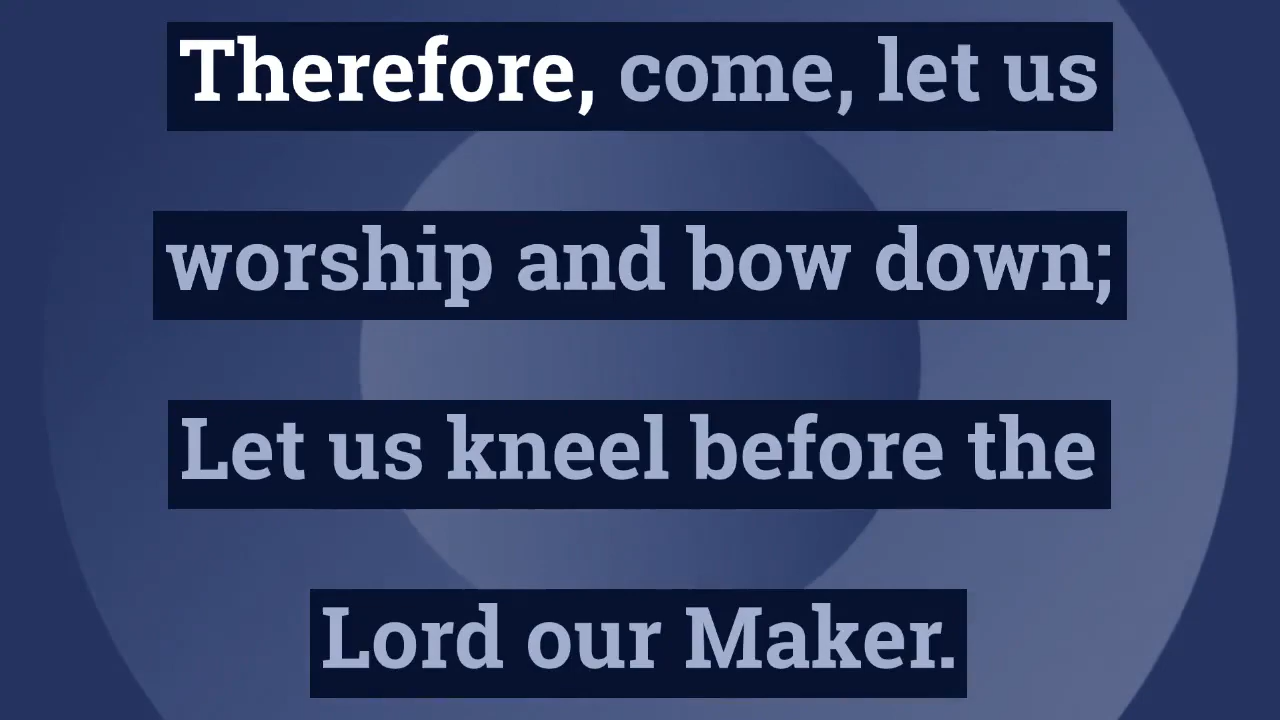 Therefore, come, let us
worship and bow down;
Let us kneel before the
Lord our Maker.